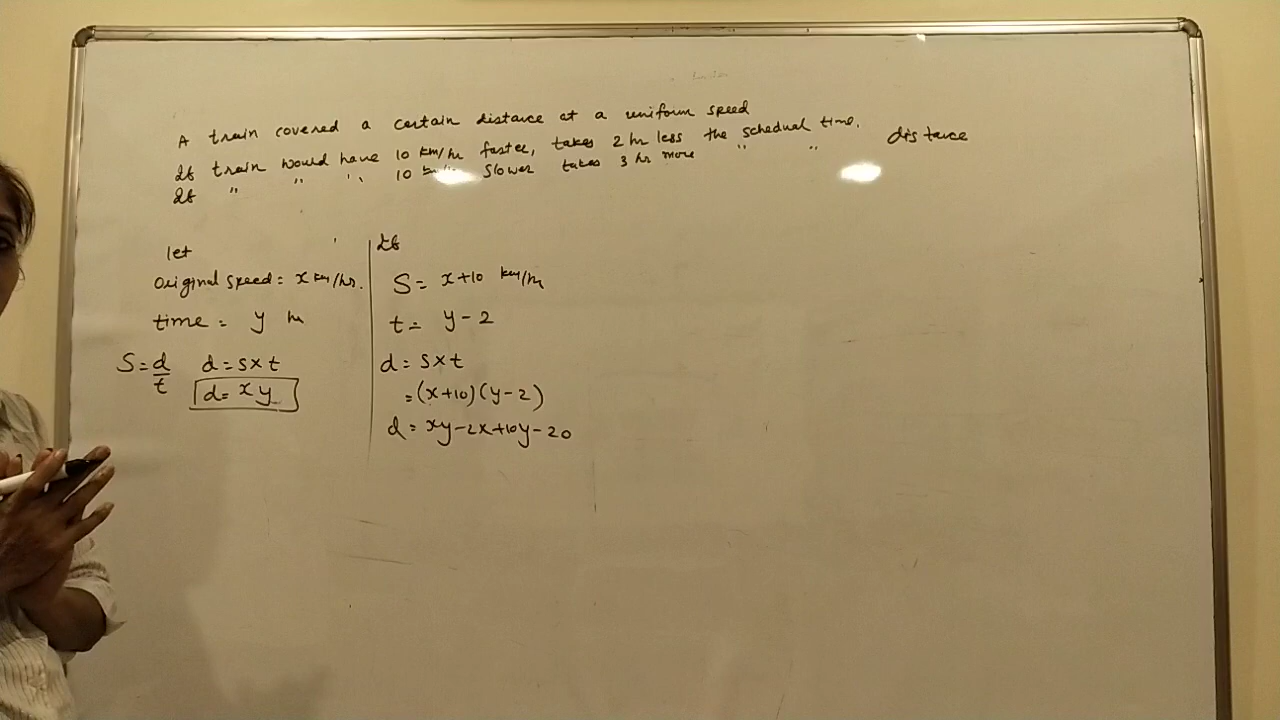 A train covered a certain distance at a uniform speed
If train would have 10 km/hr faster, takes 2 hr less the schedual time. distance
If " " " 10 slower takes 3 hr more " "
let
original speed = x km/hr.
time = y hr
S = d/t d = s x t
d = xy
If
S = x+10 km/hr
t = y-2
d = s x t
= (x+10)(y-2)
d = xy-2x+10y-20